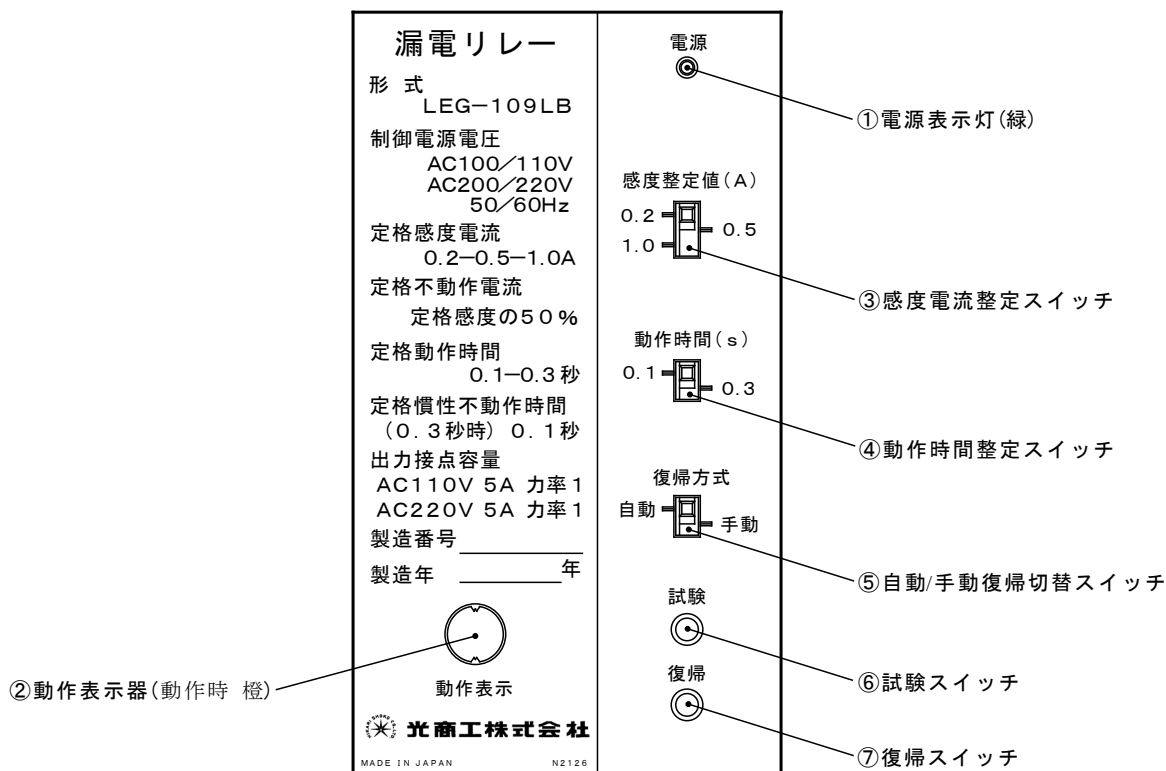 漏電リレー
形 式
LEG－109LB
制御電源電圧
AC100／110V
AC200／220V
50／60Hz
定格感度電流
0.2－0.5－1.0A
定格不動作電流
定格感度の50％
定格動作時間
0.1－0.3秒
定格慣性不動作時間
（0.3秒時）0.1秒
出力接点容量
AC110V 5A 力率1
AC220V 5A 力率1
製造番号
製造年 年
動作表示
光商工株式会社
MADE IN JAPAN N2126
②動作表示器(動作時 橙)
電源
①電源表示灯(緑)
感度整定値(A)
0.2
0.5
1.0
③感度電流整定スイッチ
動作時間(s)
0.1
0.3
④動作時間整定スイッチ
復帰方式
自動
手動
⑤自動/手動復帰切替スイッチ
試験
⑥試験スイッチ
復帰
⑦復帰スイッチ